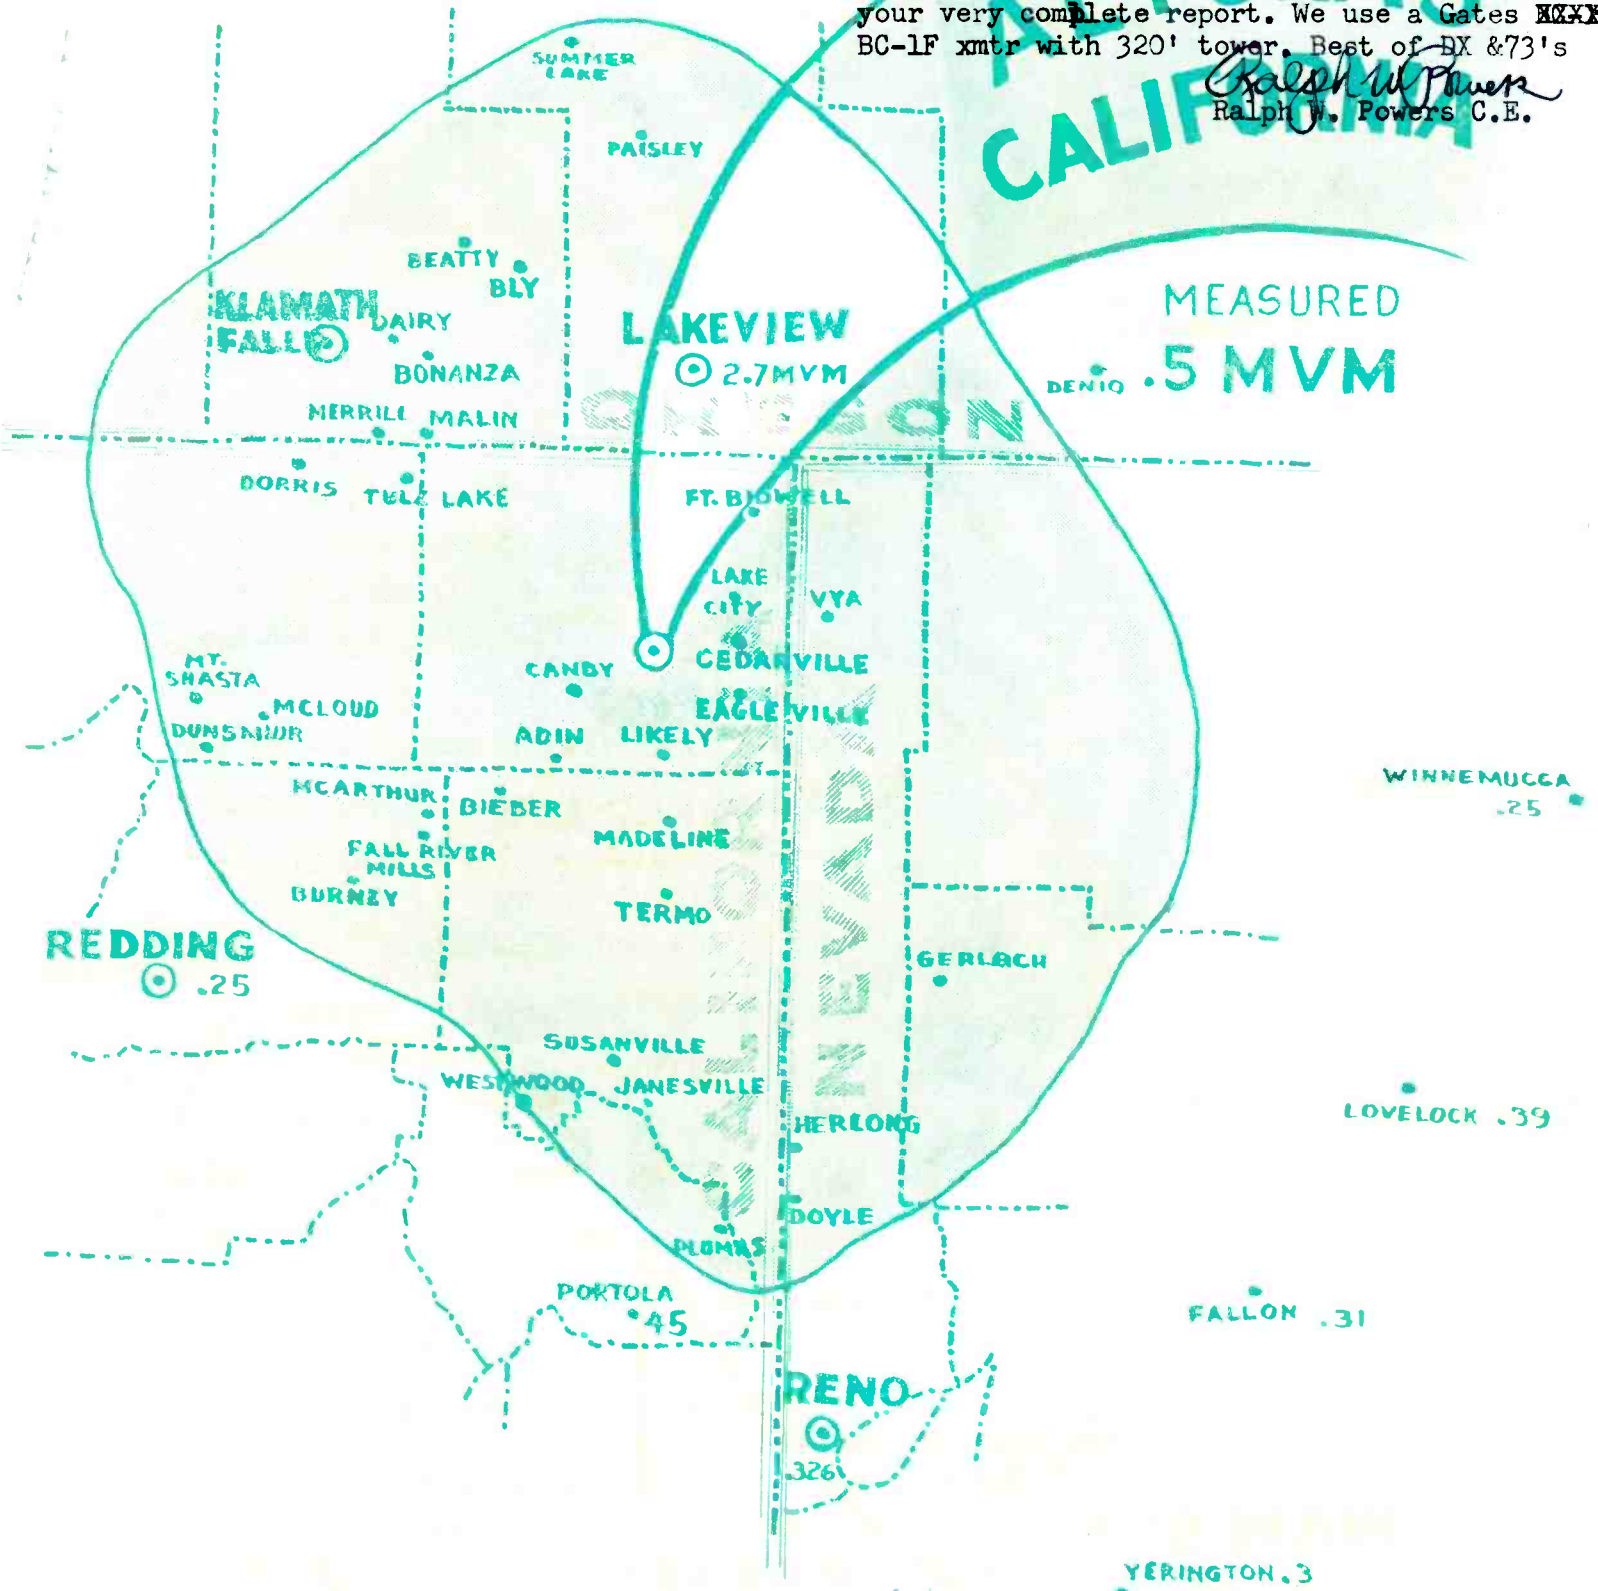 your very complete report. We use a Gates
BC-1F xmtr with 320' tower. Best of DX &73's
Ralph W. Powers C.E.
CALIFORNIA
SUMMER
LAKE
PAISLEY
BEATTY
BLY
KLAMATH
FALLS
DAIRY
BONANZA
LAKEVIEW
2.7MVM
MEASURED
.5 MVM
DENIO
OREGON
MERRILL
MALIN
DORRIS
TULE LAKE
FT. BIDWELL
LAKE
CITY
VYA
CANBY
CEDARVILLE
MT.
SHASTA
MCLOUD
DUNSMUIR
EAGLEVILLE
ADIN
LIKELY
MCARTHUR
BIEBER
MADELINE
FALL RIVER
MILLS
BURNEY
TERMO
CALIFORNIA
NEVADA
WINNEMUCCA
.25
REDDING
.25
GERLACH
SUSANVILLE
WESTWOOD
JANESVILLE
HERLONG
LOVELOCK .39
DOYLE
PLUMAS
PORTOLA
.45
FALLON .31
RENO
.326
YERINGTON .3